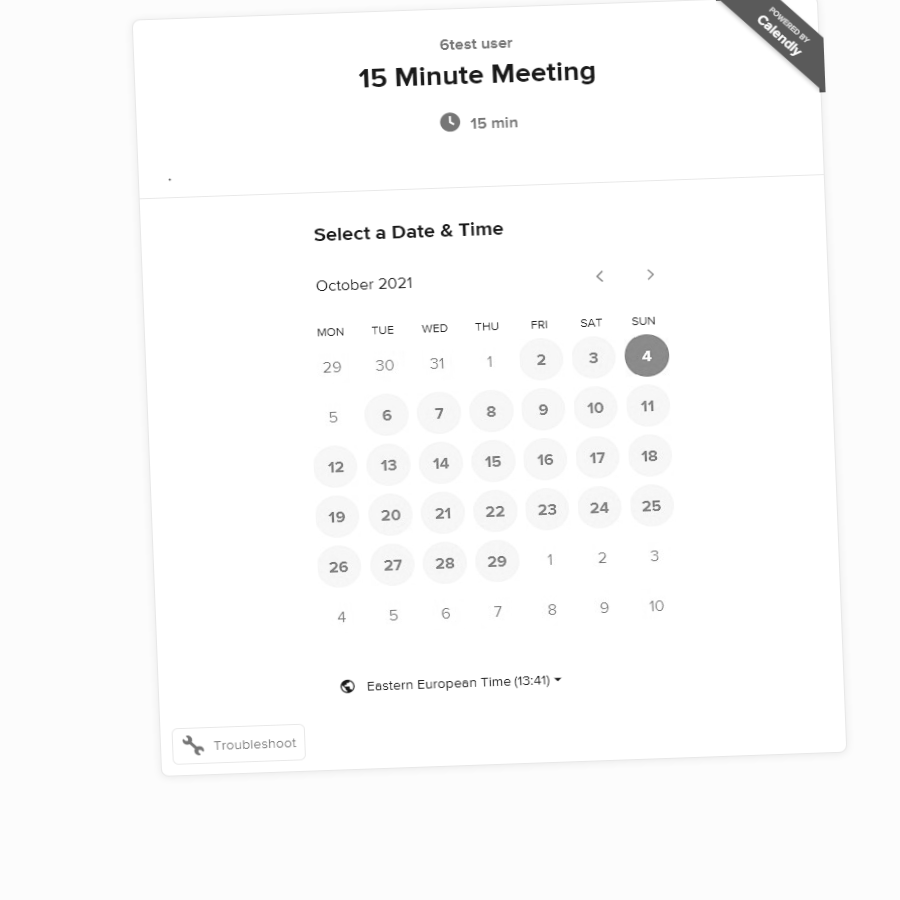 POWERED BY
Calendly
6test user
15 Minute Meeting
15 min
.
Select a Date & Time
October 2021
MON TUE WED THU FRI SAT SUN
29 30 31 1 2 3 4
5 6 7 8 9 10 11
12 13 14 15 16 17 18
19 20 21 22 23 24 25
26 27 28 29 1 2 3
4 5 6 7 8 9 10
Eastern European Time (13:41)
Troubleshoot